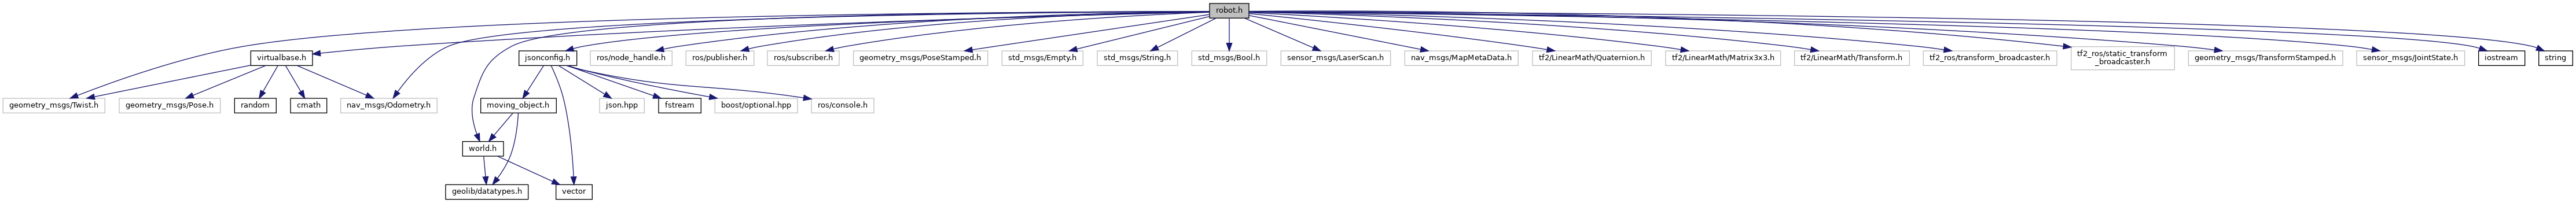 robot.h
virtualbase.h
jsonconfig.h
ros/node_handle.h
ros/publisher.h
ros/subscriber.h
geometry_msgs/PoseStamped.h
std_msgs/Empty.h
std_msgs/String.h
std_msgs/Bool.h
sensor_msgs/LaserScan.h
nav_msgs/MapMetaData.h
tf2/LinearMath/Quaternion.h
tf2/LinearMath/Matrix3x3.h
tf2/LinearMath/Transform.h
tf2_ros/transform_broadcaster.h
tf2_ros/static_transform
_broadcaster.h
geometry_msgs/TransformStamped.h
sensor_msgs/JointState.h
iostream
string
geometry_msgs/Twist.h
geometry_msgs/Pose.h
random
cmath
nav_msgs/Odometry.h
moving_object.h
json.hpp
fstream
boost/optional.hpp
ros/console.h
world.h
geolib/datatypes.h
vector